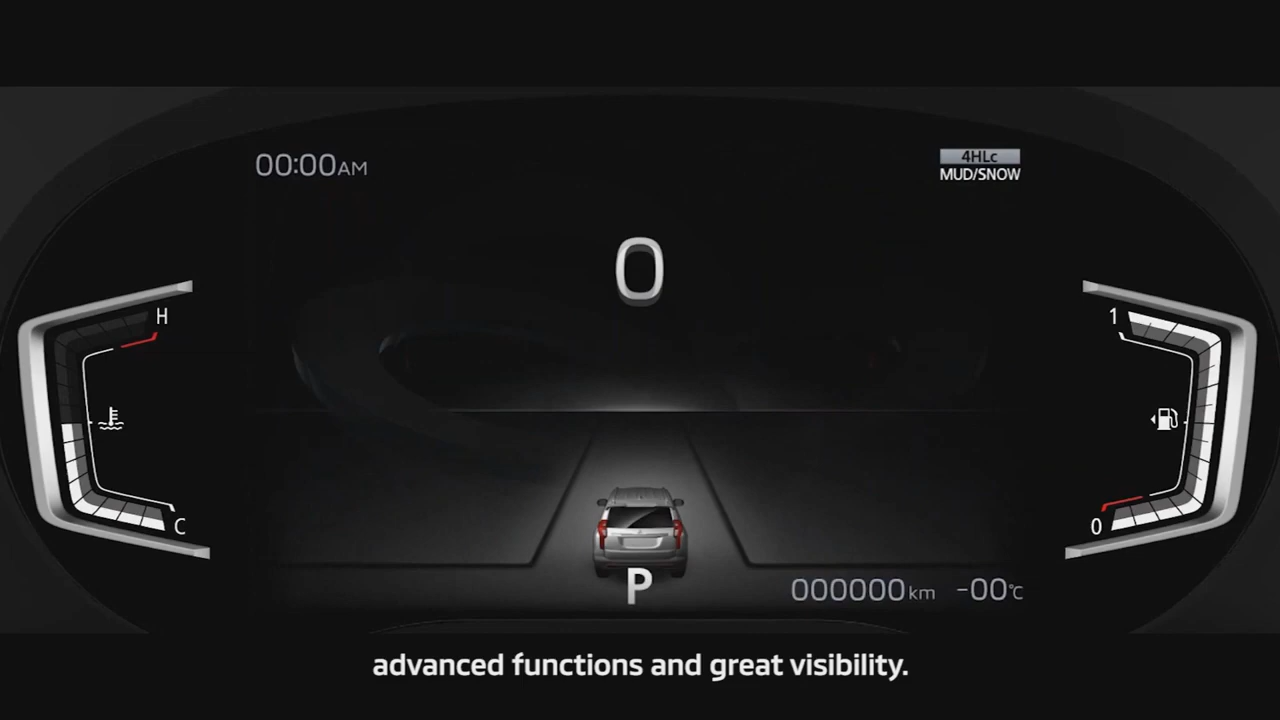 00:00AM
4HLc
MUD/SNOW
0
H
1
C
0
P
000000km -00°C
advanced functions and great visibility.